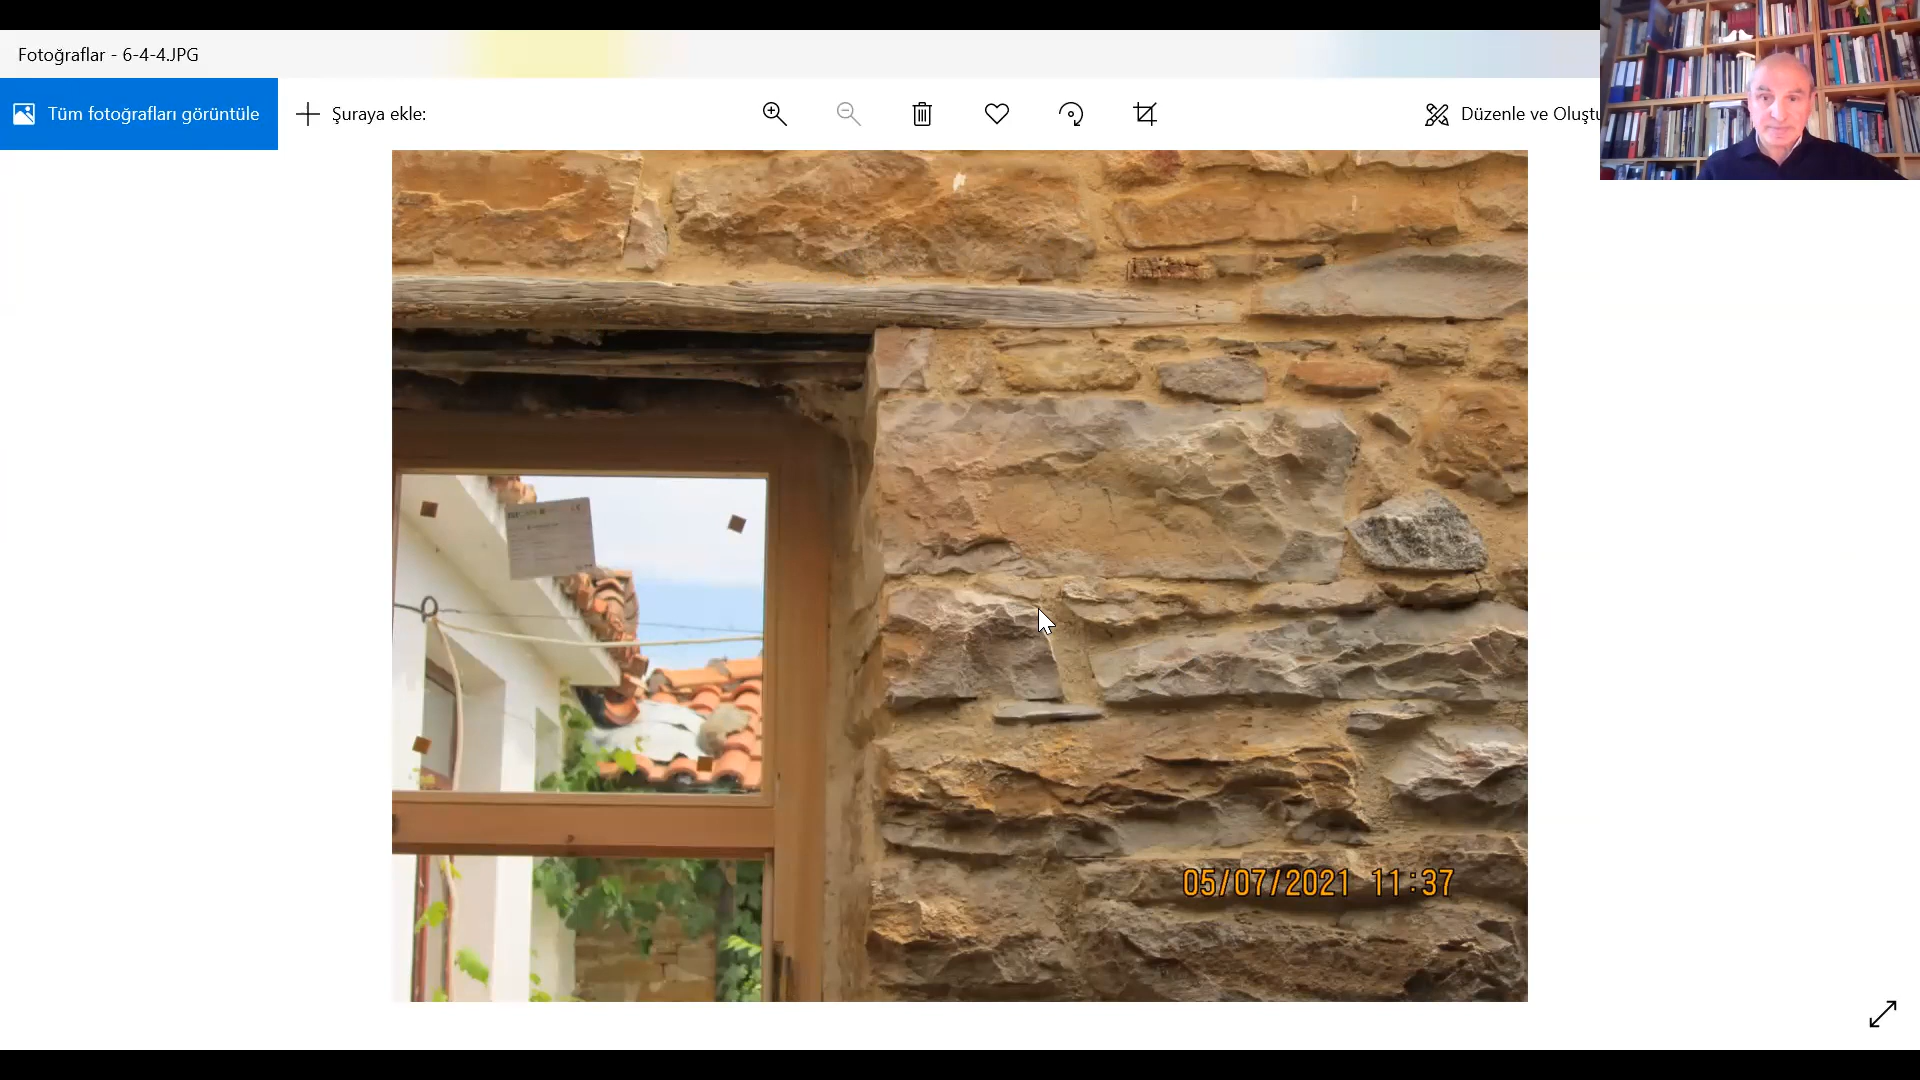 Fotoğraflar - 6-4-4.JPG
Tüm fotoğrafları görüntüle
Şuraya ekle:
Düzenle ve Oluştu
05/07/2021 11:37